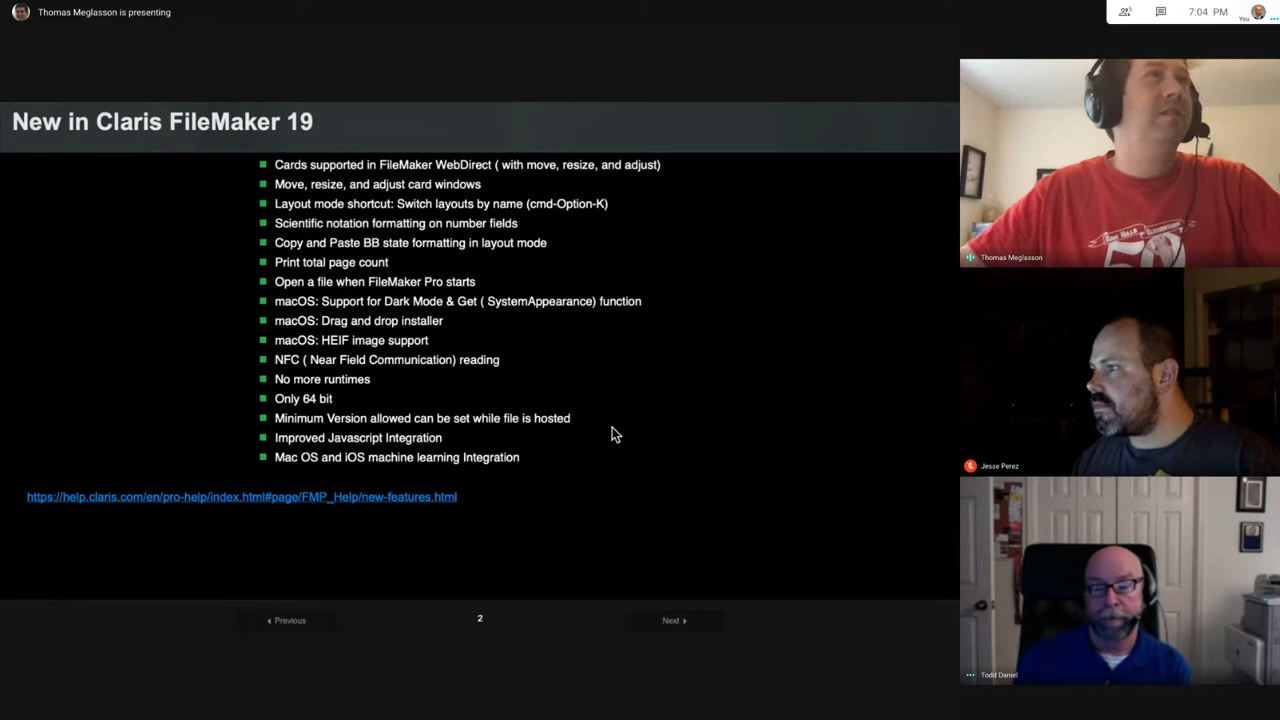 Thomas Meglasson is presenting
5
7:04 PM
You
New in Claris FileMaker 19
Cards supported in FileMaker WebDirect ( with move, resize, and adjust)
Move, resize, and adjust card windows
Layout mode shortcut: Switch layouts by name (cmd-Option-K)
Scientific notation formatting on number fields
Copy and Paste BB state formatting in layout mode
Print total page count
Open a file when FileMaker Pro starts
macOS: Support for Dark Mode & Get ( SystemAppearance) function
macOS: Drag and drop installer
macOS: HEIF image support
NFC ( Near Field Communication) reading
No more runtimes
Only 64 bit
Minimum Version allowed can be set while file is hosted
Improved Javascript Integration
Mac OS and iOS machine learning Integration
https://help.claris.com/en/pro-help/index.html#page/FMP_Help/new-features.html
Previous
2
Next
Thomas Meglasson
Jesse Perez
Todd Daniel